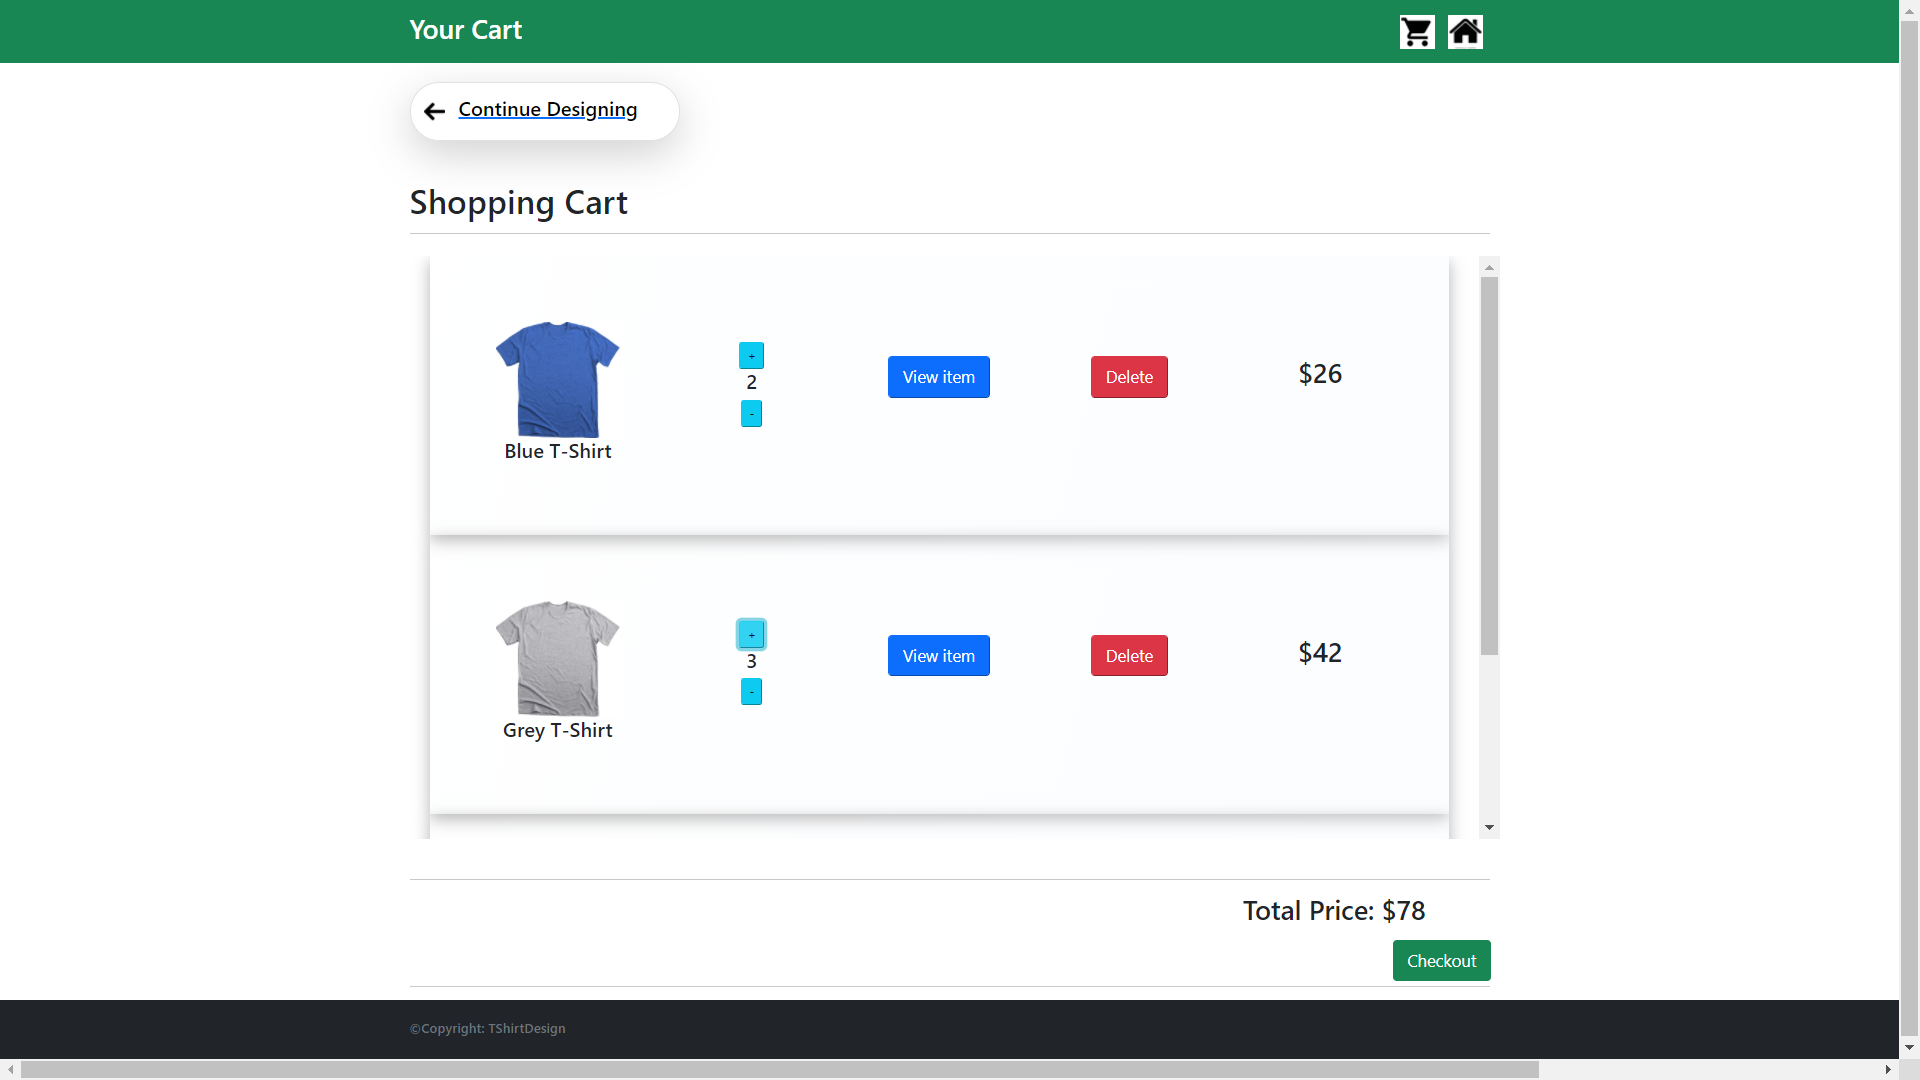 Your Cart
Continue Designing
Shopping Cart
+
2
-
View item
Delete
$26
Blue T-Shirt
+
3
-
View item
Delete
$42
Grey T-Shirt
Total Price: $78
Checkout
©Copyright: TShirtDesign